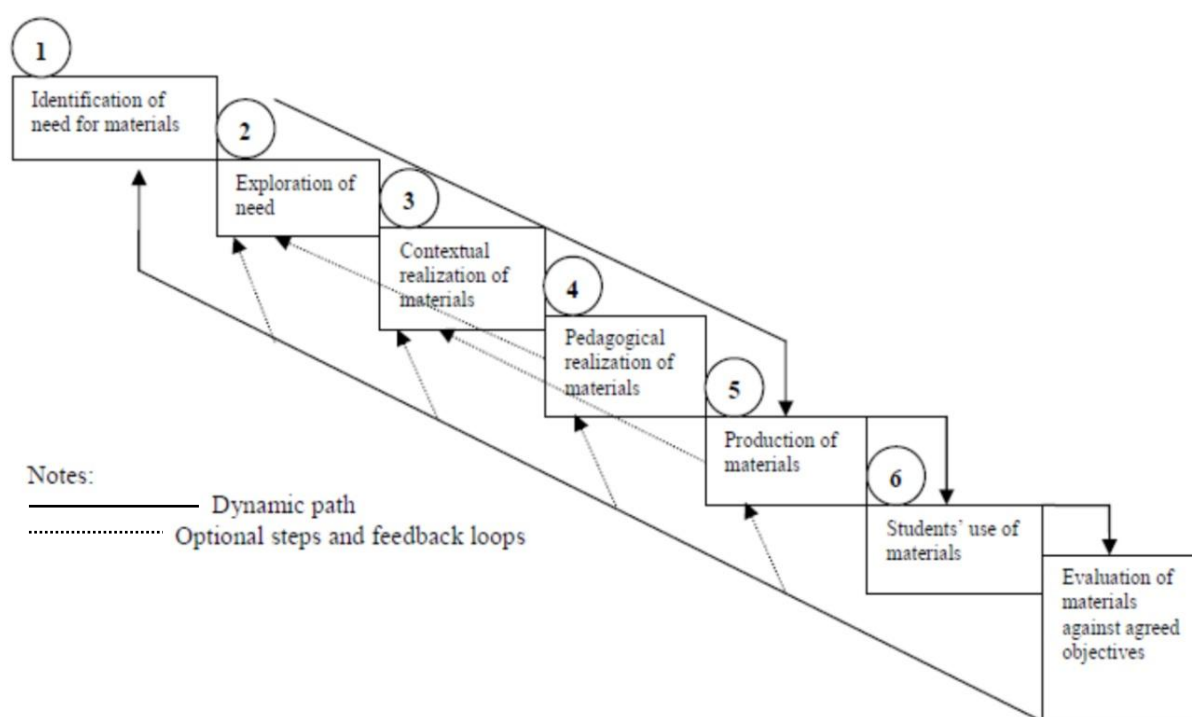 1
Identification of
need for materials
2
Exploration of
need
3
Contextual
realization of
materials
4
Pedagogical
realization of
materials
5
Production of
materials
6
Students’ use of
materials
Evaluation of
materials
against agreed
objectives
Notes:
Dynamic path
Optional steps and feedback loops